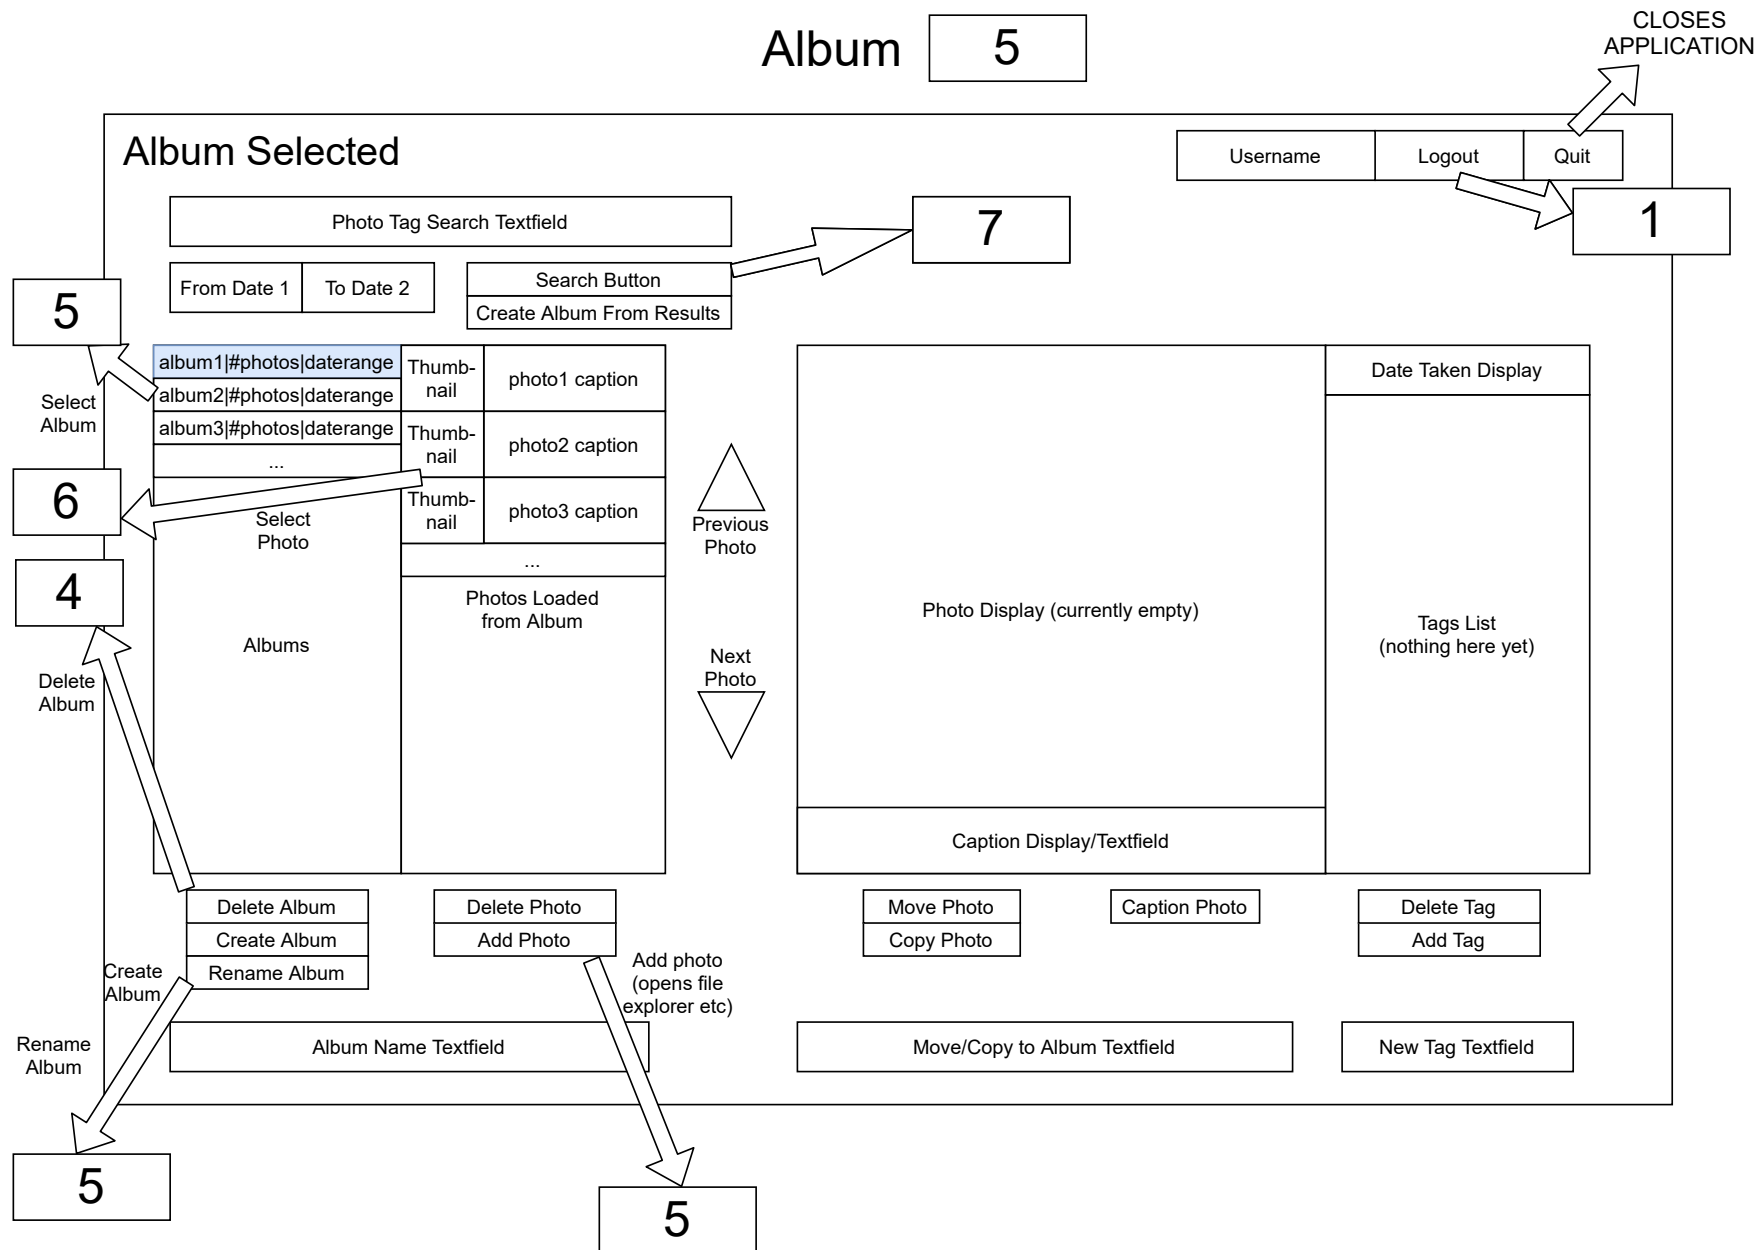 Album
5
CLOSES
APPLICATION
Album Selected
Username
Logout
Quit
1
Photo Tag Search Textfield
7
From Date 1
To Date 2
Search Button
Create Album From Results
5
Select
Album
album1|#photos|daterange
album2|#photos|daterange
album3|#photos|daterange
...
Thumb-
nail
photo1 caption
Thumb-
nail
photo2 caption
Thumb-
nail
photo3 caption
...
6
Select
Photo
4
Delete
Album
Albums
Photos Loaded
from Album
Previous
Photo
Next
Photo
Photo Display (currently empty)
Date Taken Display
Tags List
(nothing here yet)
Caption Display/Textfield
Delete Album
Create Album
Rename Album
Delete Photo
Add Photo
Move Photo
Copy Photo
Caption Photo
Delete Tag
Add Tag
Create
Album
Add photo
(opens file
explorer etc)
Rename
Album
Album Name Textfield
Move/Copy to Album Textfield
New Tag Textfield
5
5